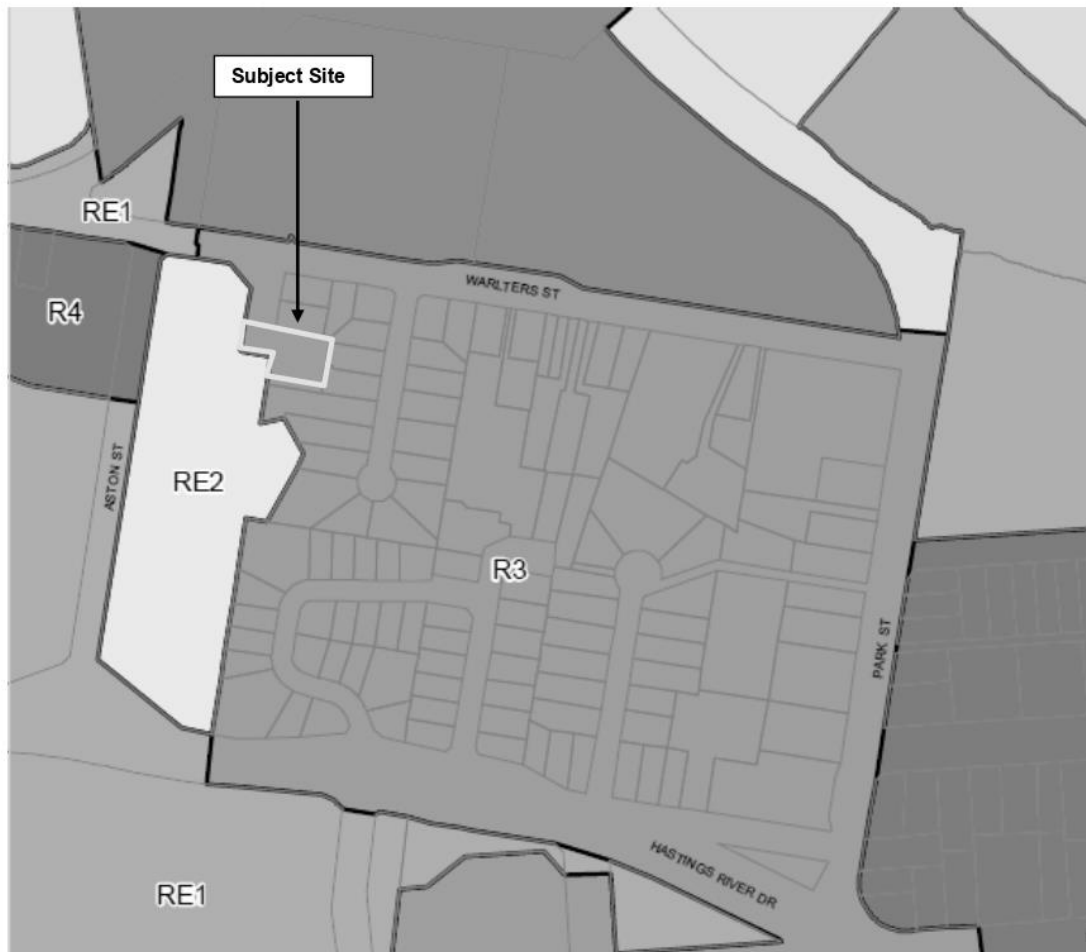 Subject Site
RE1
WARLTERS ST
R4
RE2
ASTON ST
R3
PARK ST
HASTINGS RIVER DR
RE1